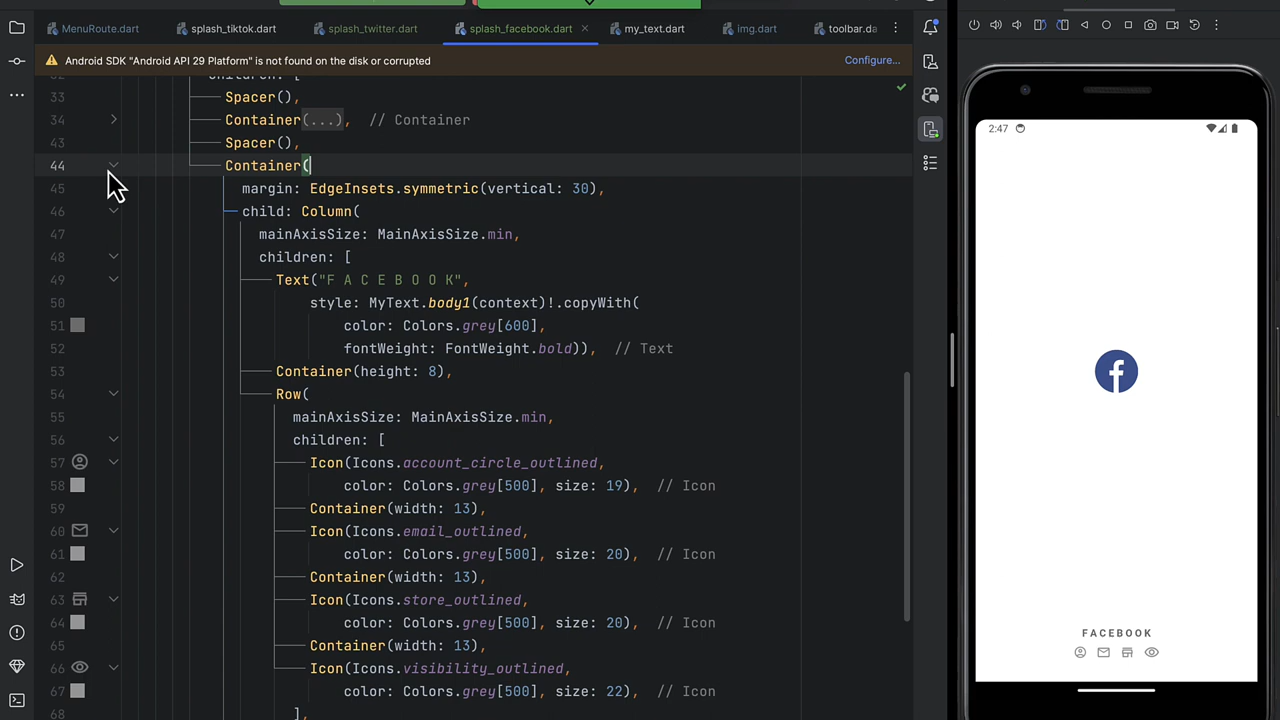 MenuRoute.dart splash_tiktok.dart splash_twitter.dart splash_facebook.dart my_text.dart img.dart toolbar.da
Android SDK "Android API 29 Platform" is not found on the disk or corrupted Configure...
32 children: [
33 Spacer(),
34 Container(...), // Container
43 Spacer(),
44 Container(
45 margin: EdgeInsets.symmetric(vertical: 30),
46 child: Column(
47 mainAxisSize: MainAxisSize.min,
48 children: [
49 Text("F A C E B O O K",
50 style: MyText.body1(context)!.copyWith(
51 color: Colors.grey[600],
52 fontWeight: FontWeight.bold)), // Text
53 Container(height: 8),
54 Row(
55 mainAxisSize: MainAxisSize.min,
56 children: [
57 Icon(Icons.account_circle_outlined,
58 color: Colors.grey[500], size: 19), // Icon
59 Container(width: 13),
60 Icon(Icons.email_outlined,
61 color: Colors.grey[500], size: 20), // Icon
62 Container(width: 13),
63 Icon(Icons.store_outlined,
64 color: Colors.grey[500], size: 20), // Icon
65 Container(width: 13),
66 Icon(Icons.visibility_outlined,
67 color: Colors.grey[500], size: 22), // Icon
68 ],
2:47
F A C E B O O K